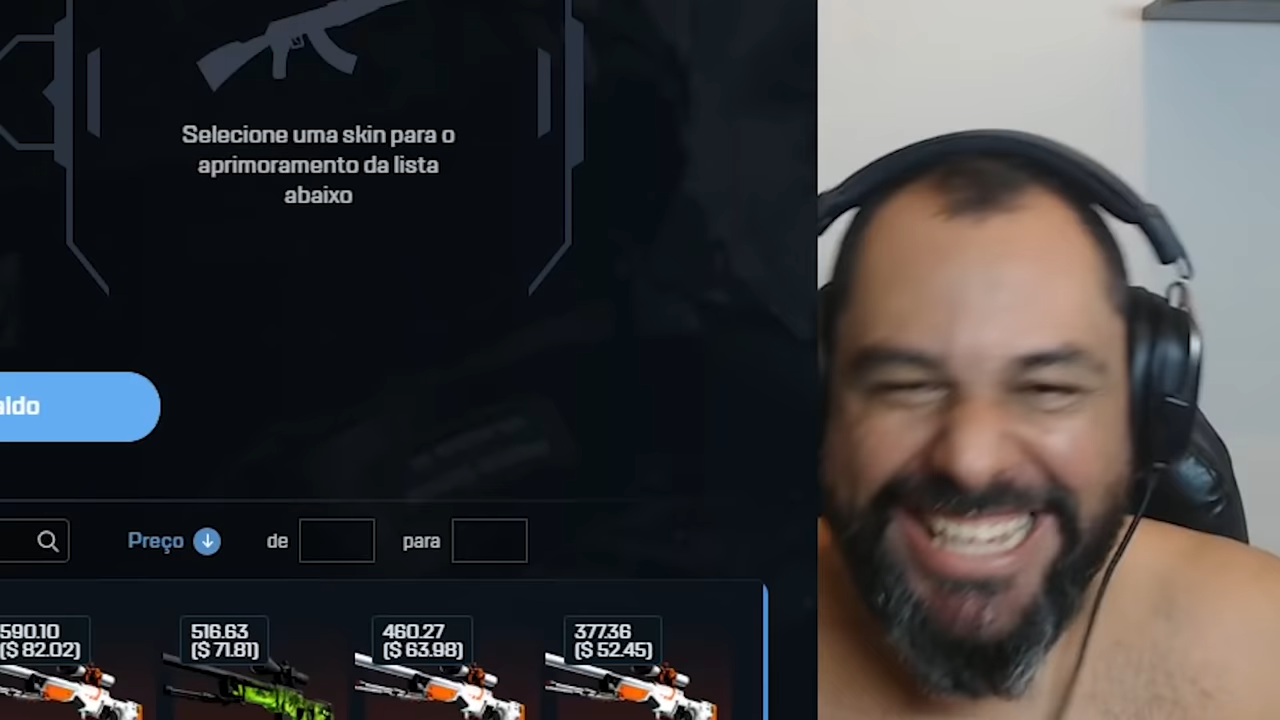 Selecione uma skin para o
aprimoramento da lista
abaixo
aldo
Preço de para
590.10 516.63 460.27 377.36
($ 82.02) ($ 71.81) ($ 63.98) ($ 52.45)